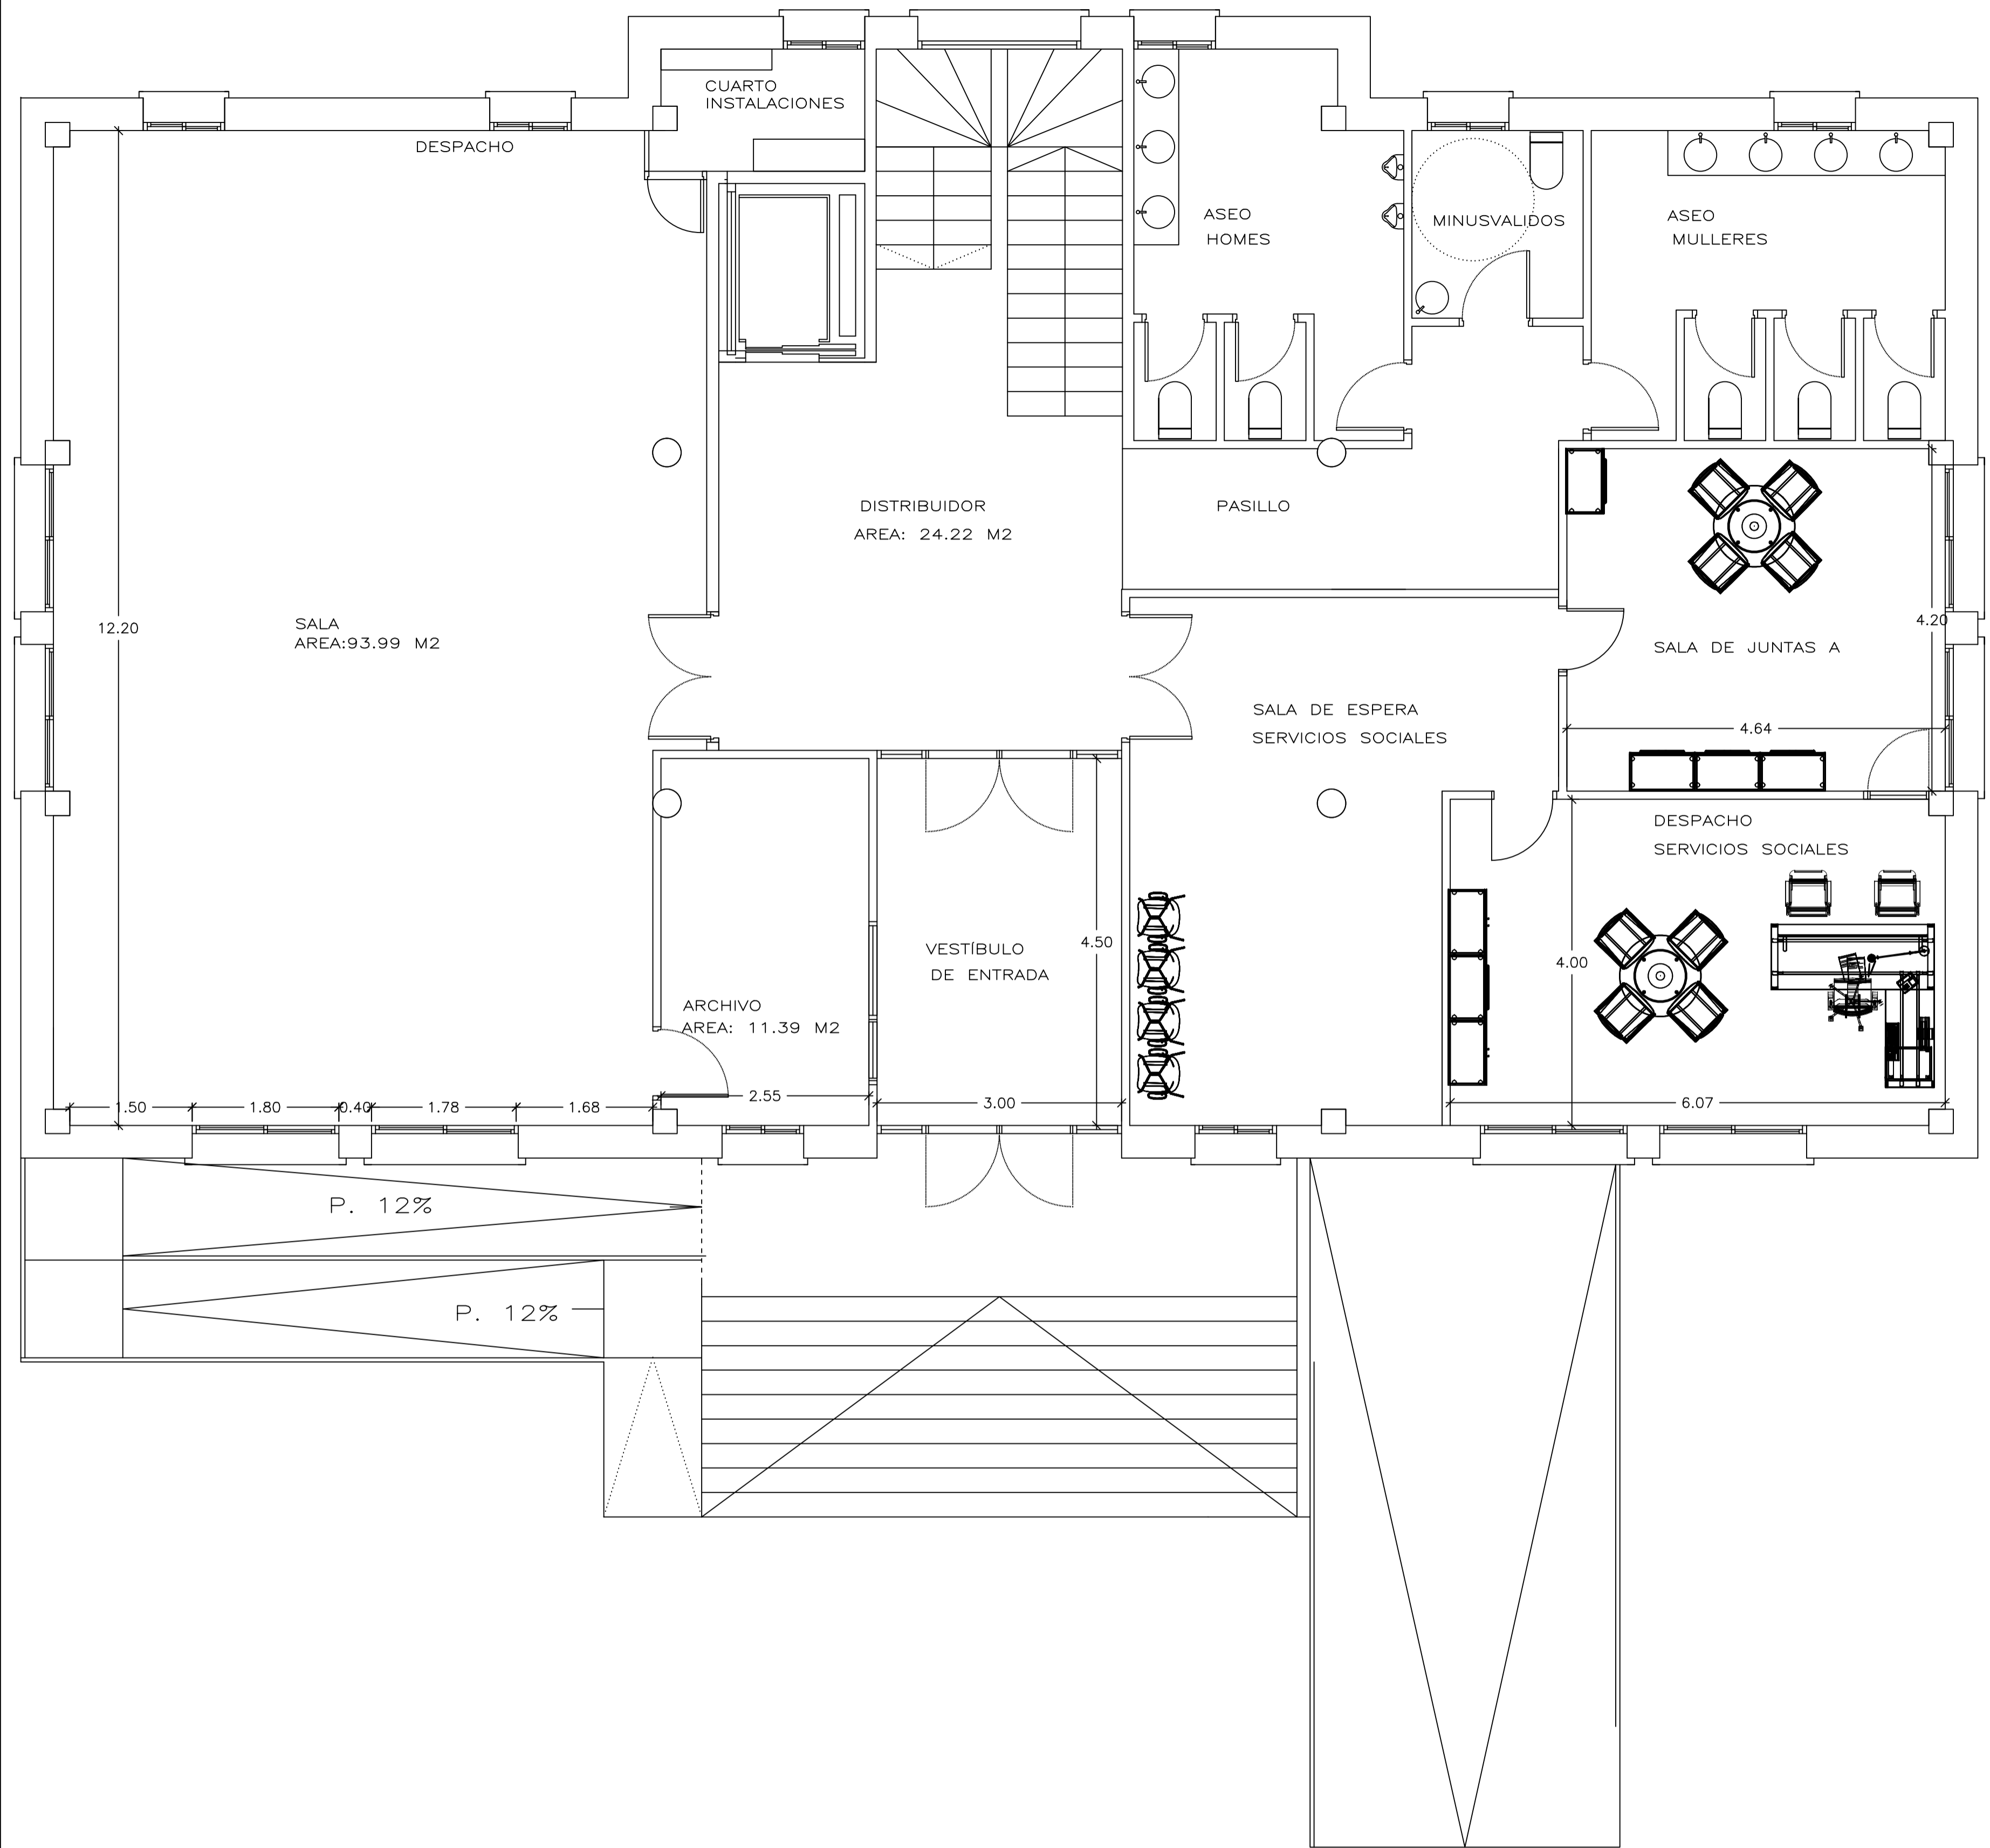 CUARTO
INSTALACIONES
DESPACHO
ASEO
HOMES
MINUSVALIDOS
ASEO
MULLERES
DISTRIBUIDOR
AREA: 24.22 M2
PASILLO
12.20
SALA
AREA:93.99 M2
4.20
SALA DE JUNTAS A
SALA DE ESPERA
SERVICIOS SOCIALES
4.64
DESPACHO
SERVICIOS SOCIALES
VESTÍBULO
DE ENTRADA
4.50
4.00
ARCHIVO
AREA: 11.39 M2
1.50
1.80
0.40
1.78
1.68
2.55
3.00
6.07
P. 12%
P. 12%